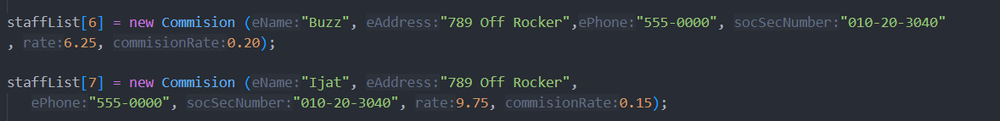 staffList[6] = new Commision (eName:"Buzz", eAddress:"789 Off Rocker",ePhone:"555-0000", socSecNumber:"010-20-3040"
, rate:6.25, commisionRate:0.20);
staffList[7] = new Commision (eName:"Ijat", eAddress:"789 Off Rocker",
ePhone:"555-0000", socSecNumber:"010-20-3040", rate:9.75, commisionRate:0.15);